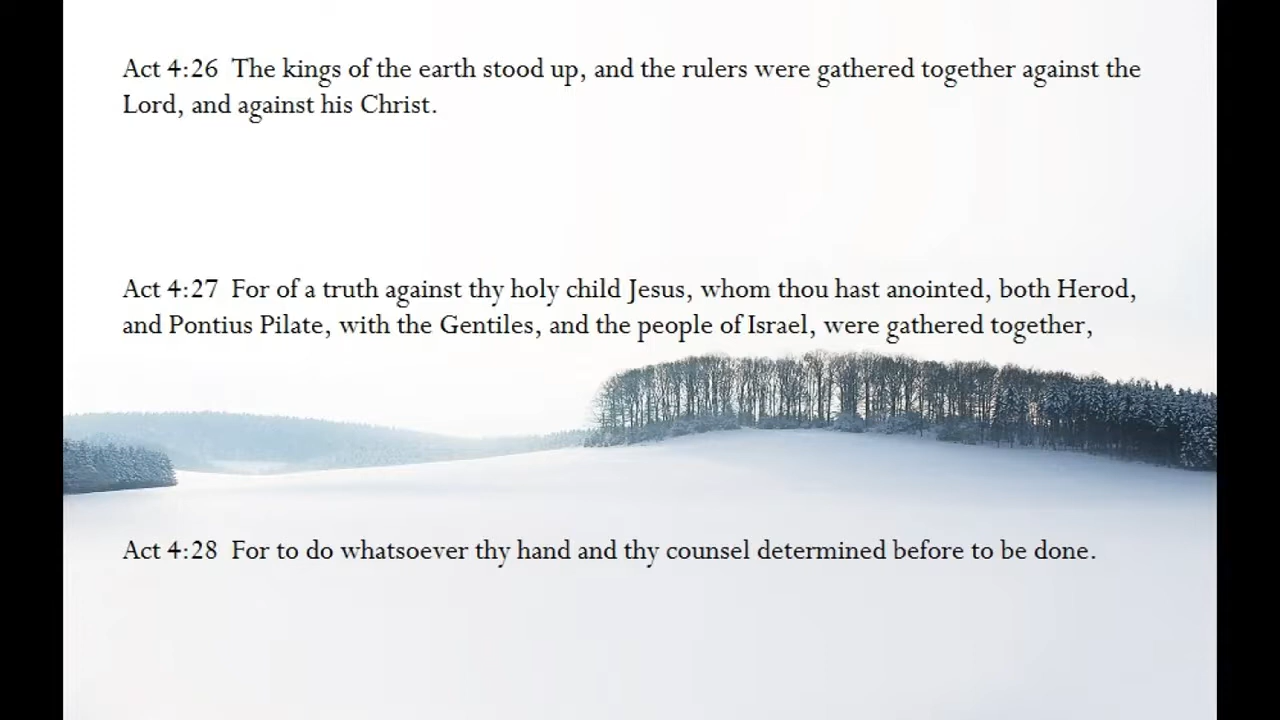 Act 4:26  The kings of the earth stood up, and the rulers were gathered together against the
Lord, and against his Christ.
Act 4:27  For of a truth against thy holy child Jesus, whom thou hast anointed, both Herod,
and Pontius Pilate, with the Gentiles, and the people of Israel, were gathered together,
Act 4:28  For to do whatsoever thy hand and thy counsel determined before to be done.